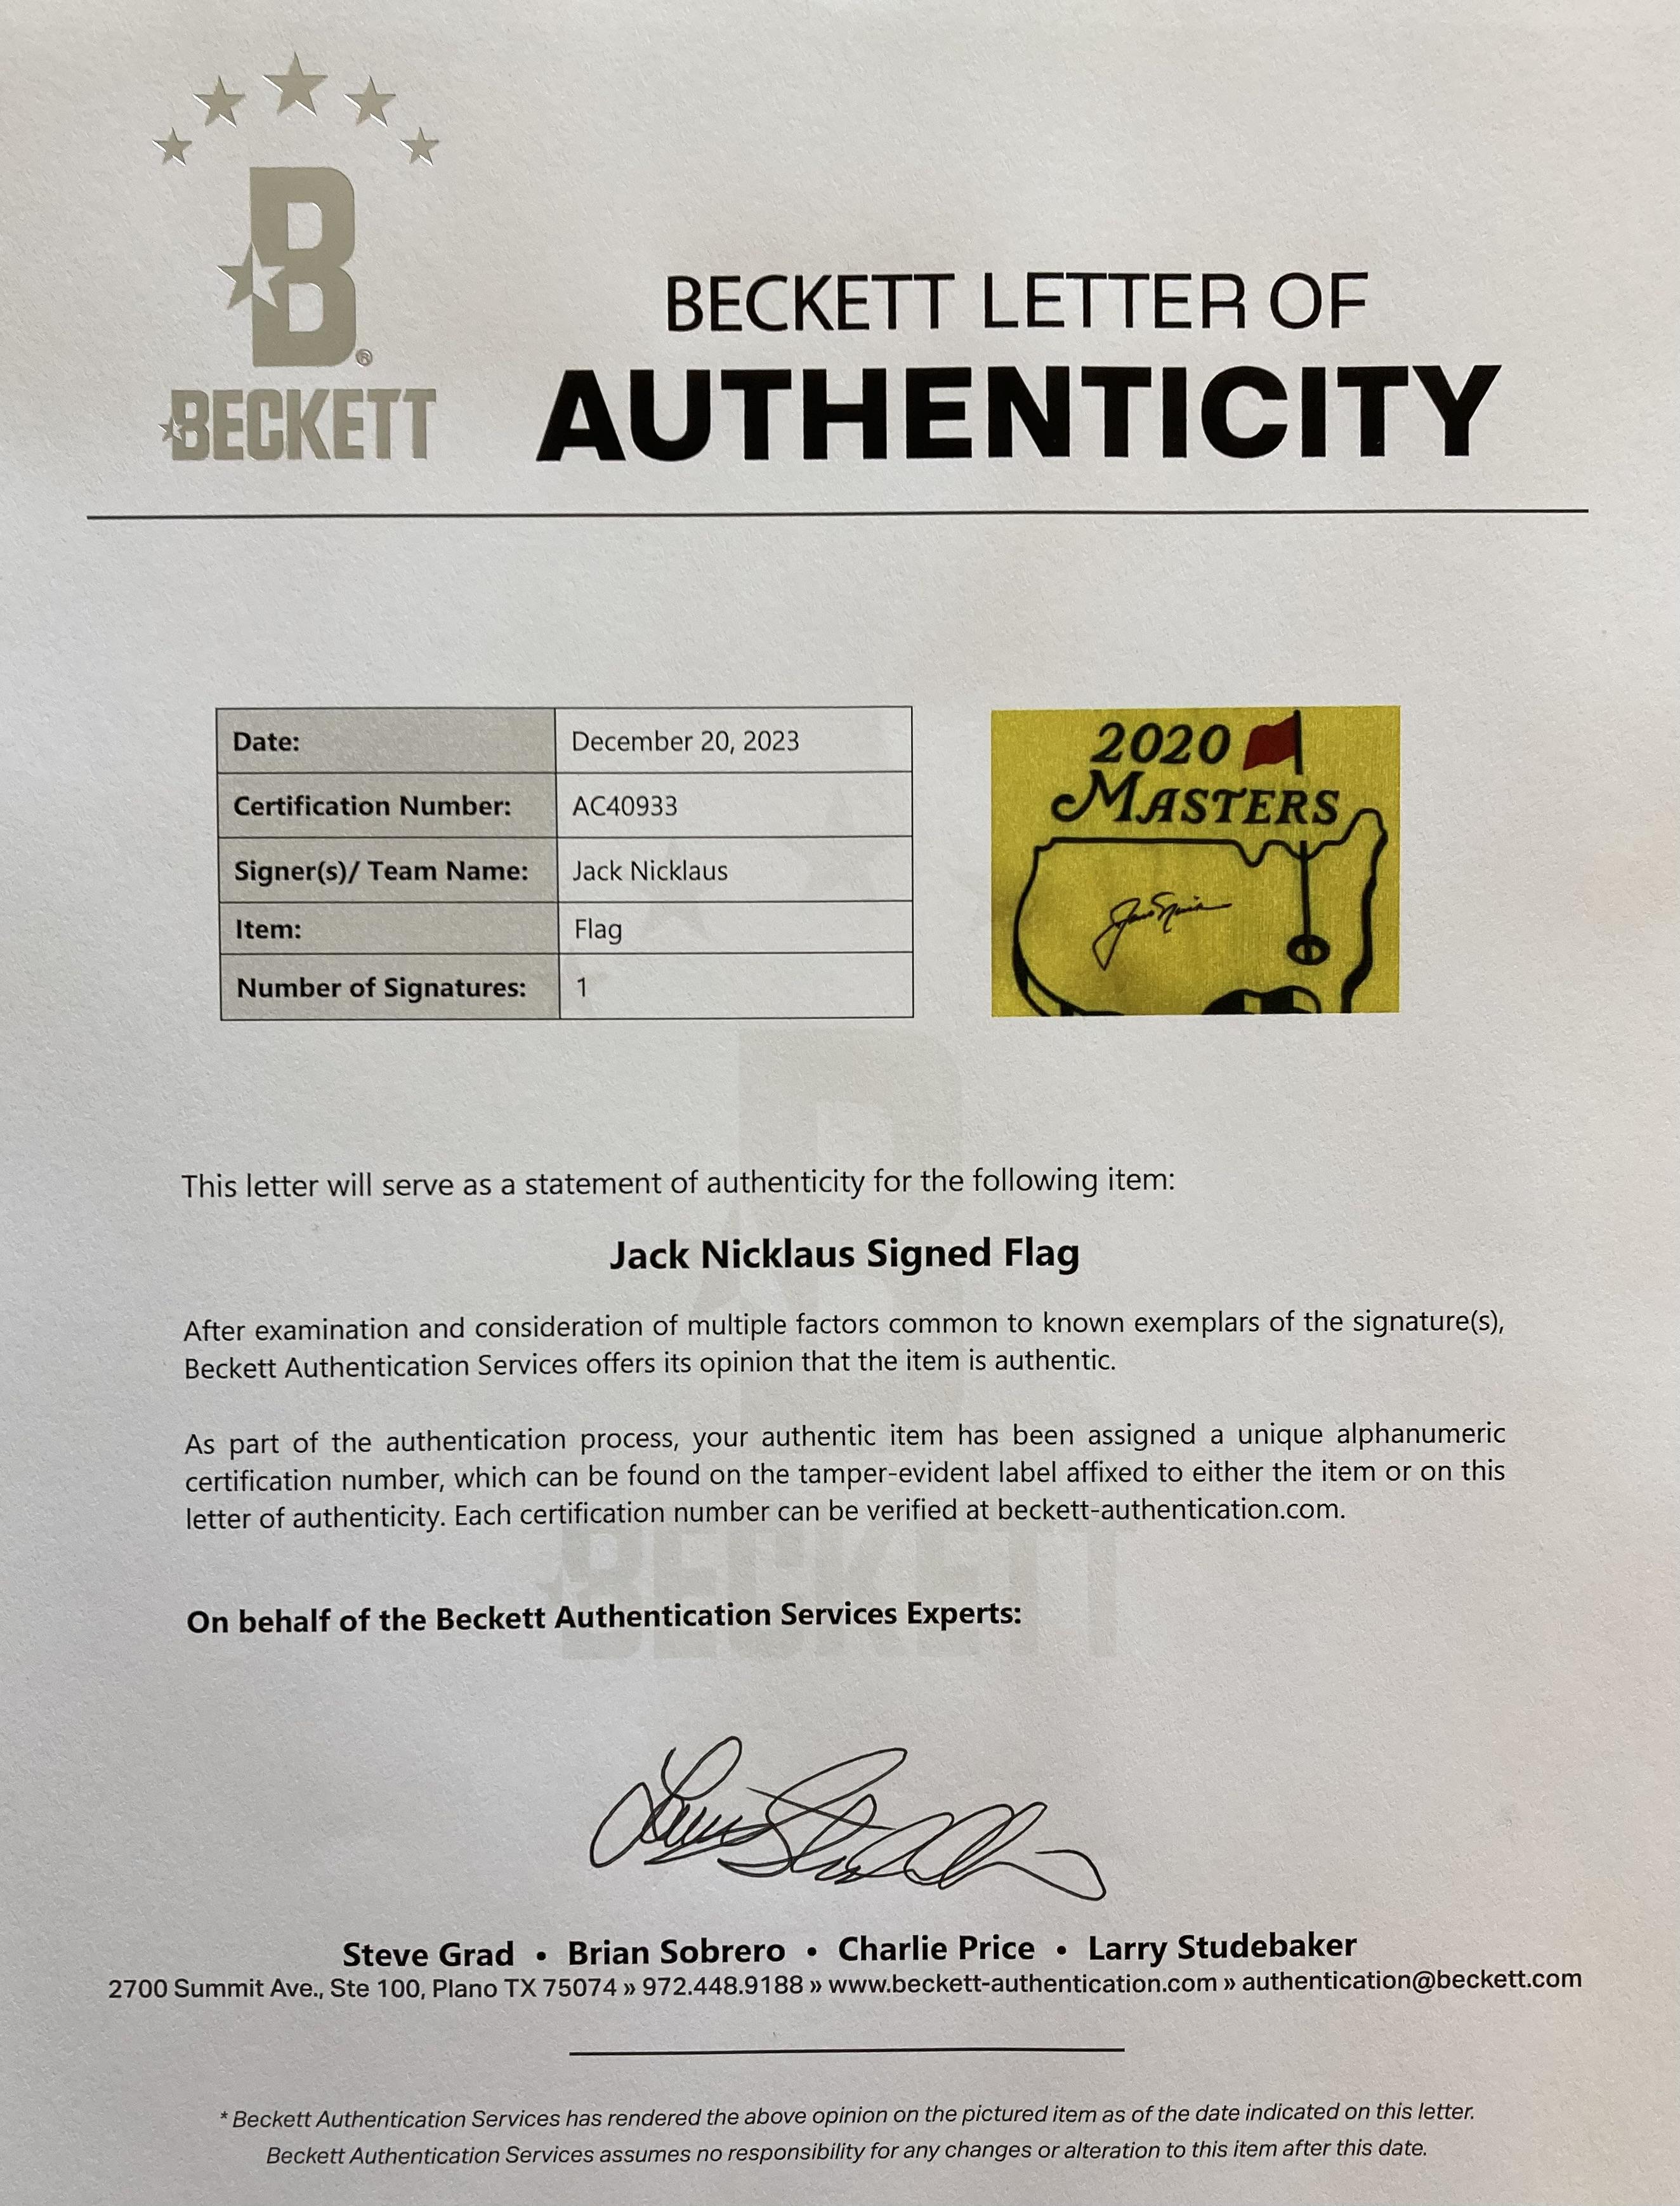 B
®
BECKETT
BECKETT LETTER OF
AUTHENTICITY
Date: December 20, 2023
Certification Number: AC40933
Signer(s)/ Team Name: Jack Nicklaus
Item: Flag
Number of Signatures: 1
2020
MASTERS
This letter will serve as a statement of authenticity for the following item:
Jack Nicklaus Signed Flag
After examination and consideration of multiple factors common to known exemplars of the signature(s),
Beckett Authentication Services offers its opinion that the item is authentic.
As part of the authentication process, your authentic item has been assigned a unique alphanumeric
certification number, which can be found on the tamper-evident label affixed to either the item or on this
letter of authenticity. Each certification number can be verified at beckett-authentication.com.
BECKETT
On behalf of the Beckett Authentication Services Experts:
Steve Grad • Brian Sobrero • Charlie Price • Larry Studebaker
2700 Summit Ave., Ste 100, Plano TX 75074 » 972.448.9188 » www.beckett-authentication.com » authentication@beckett.com
* Beckett Authentication Services has rendered the above opinion on the pictured item as of the date indicated on this letter.
Beckett Authentication Services assumes no responsibility for any changes or alteration to this item after this date.